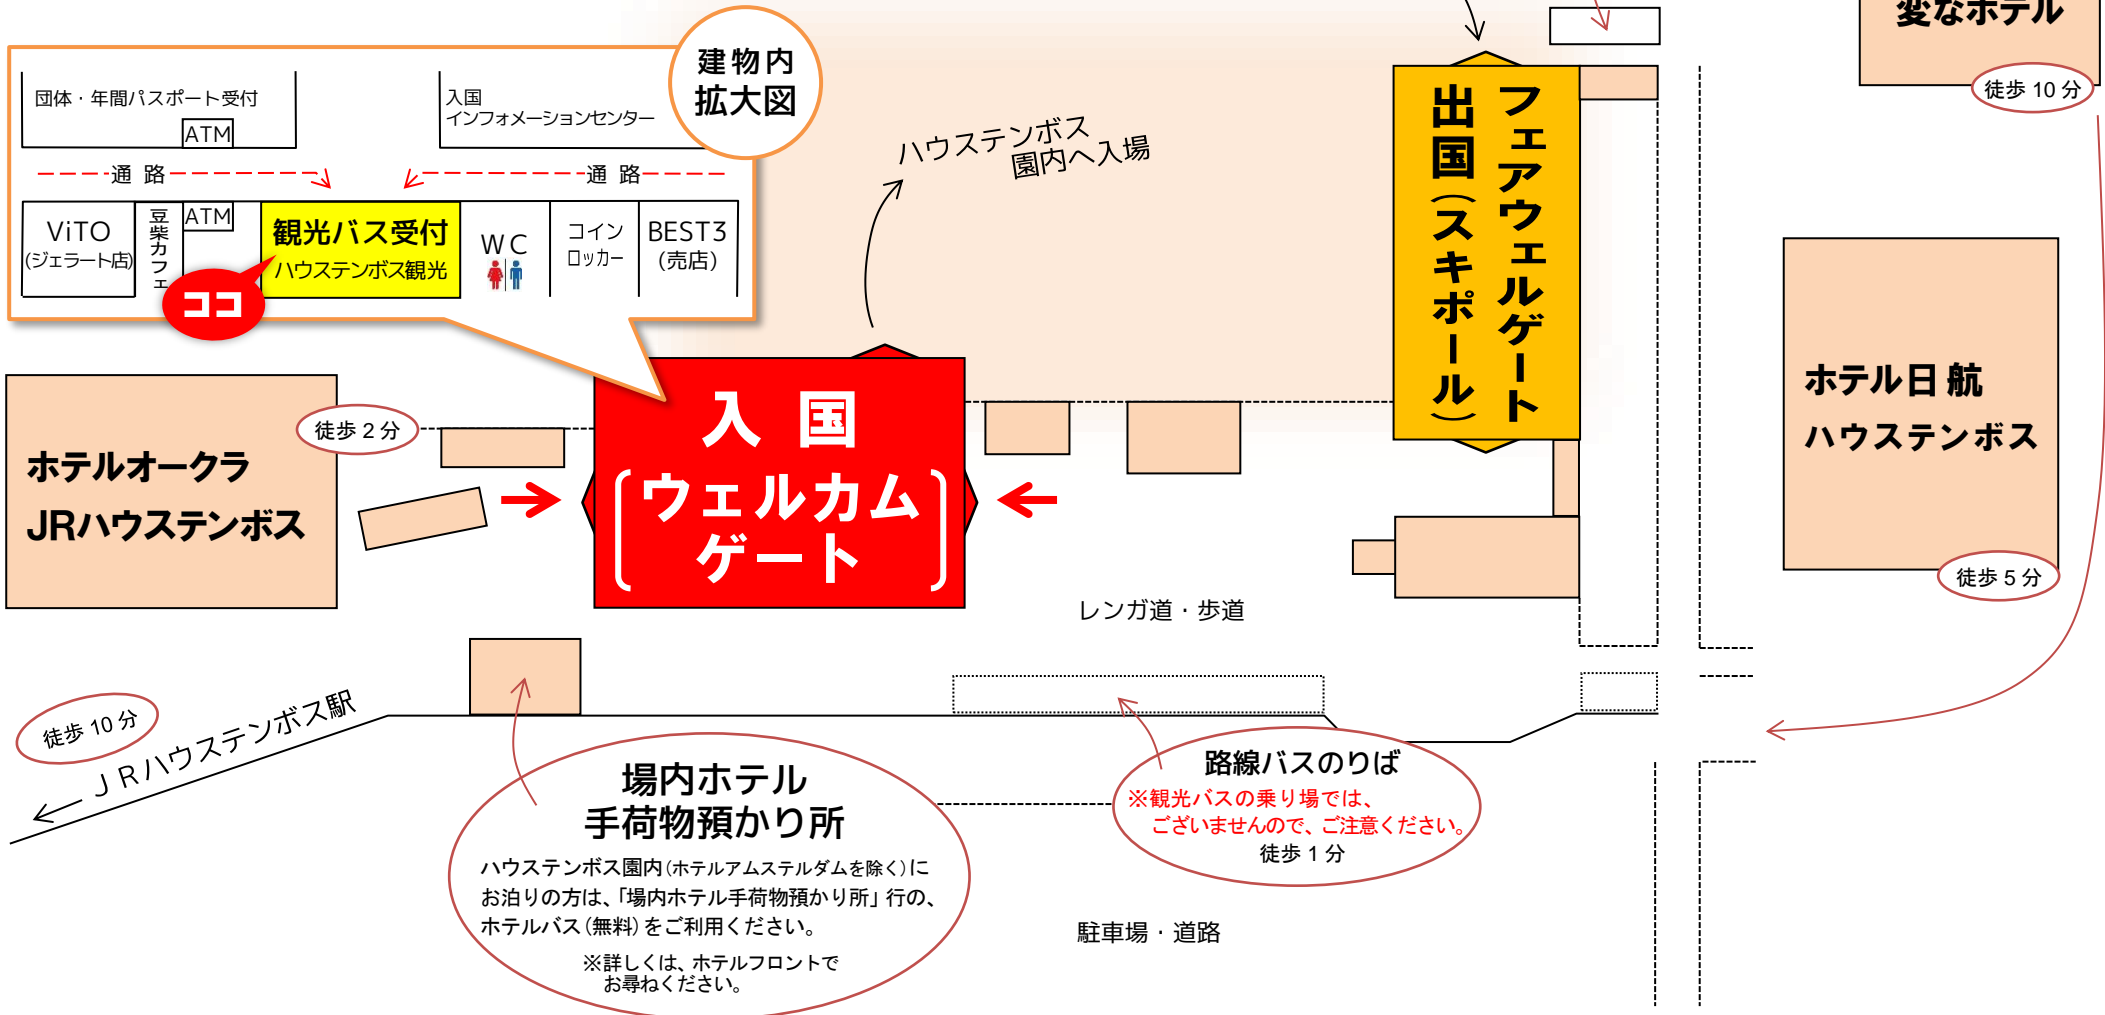 変なホテル
徒歩 10 分
建物内
拡大図
団体・年間パスポート受付
ATM
入国
インフォメーションセンター
通 路
通 路
ViTO
(ジェラート店)
豆柴カフェ
ATM
観光バス受付
ハウステンボス観光
ココ
WC
コイン
ロッカー
BEST3
(売店)
ハウステンボス
園内へ入場
フェアウェルゲート
出国(スキポール)
ホテルオークラ
JRハウステンボス
徒歩 2 分
入 国
〔ウェルカム
ゲート〕
ホテル日航
ハウステンボス
徒歩 5 分
レンガ道・歩道
徒歩 10 分
JRハウステンボス駅
場内ホテル
手荷物預かり所
ハウステンボス園内(ホテルアムステルダムを除く)に
お泊りの方は、「場内ホテル手荷物預かり所」行の、
ホテルバス(無料)をご利用ください。
※詳しくは、ホテルフロントで
お尋ねください。
路線バスのりば
※観光バスの乗り場では、
ございませんので、ご注意ください。
徒歩 1 分
駐車場・道路